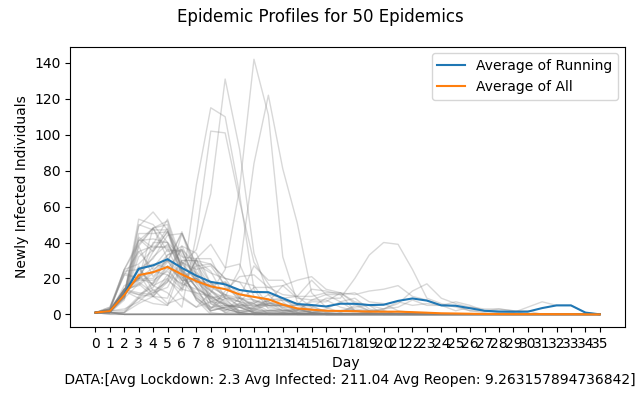 Epidemic Profiles for 50 Epidemics
Average of Running
Average of All
Newly Infected Individuals
140
120
100
80
60
40
20
0
0 1 2 3 4 5 6 7 8 9 10 11 12 13 14 15 16 17 18 19 20 21 22 23 24 25 26 27 28 29 30 31 32 33 34 35
Day
DATA:[Avg Lockdown: 2.3 Avg Infected: 211.04 Avg Reopen: 9.263157894736842]